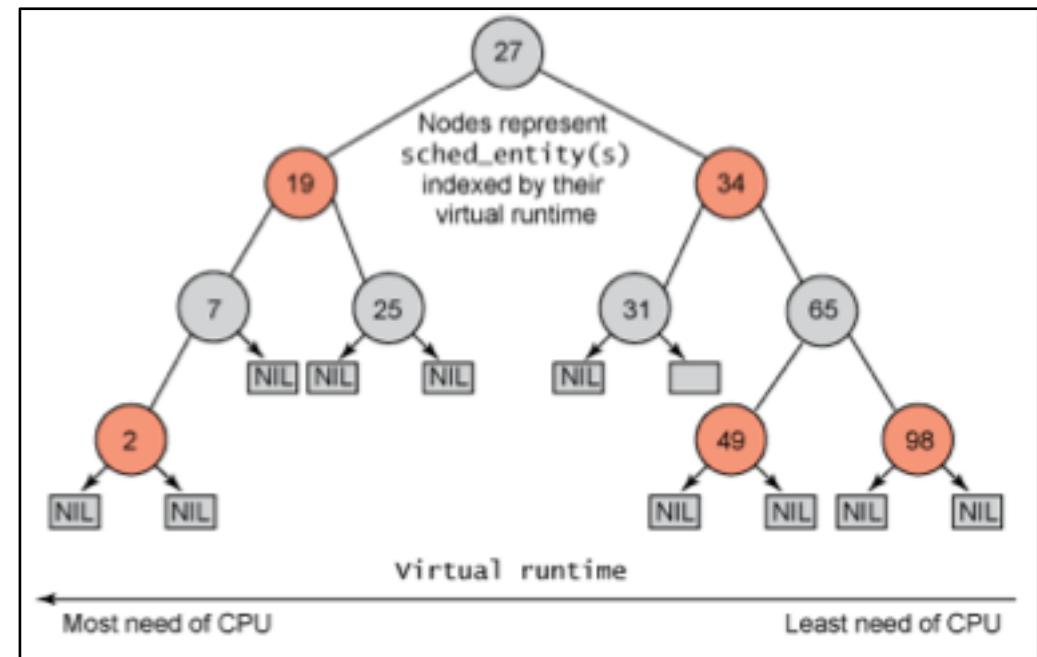 27
Nodes represent
sched_entity(s)
19
indexed by their
34
virtual runtime
7
25
31
65
NIL NIL NIL NIL
2
49
98
NIL NIL NIL NIL NIL NIL
Virtual runtime
Most need of CPU Least need of CPU